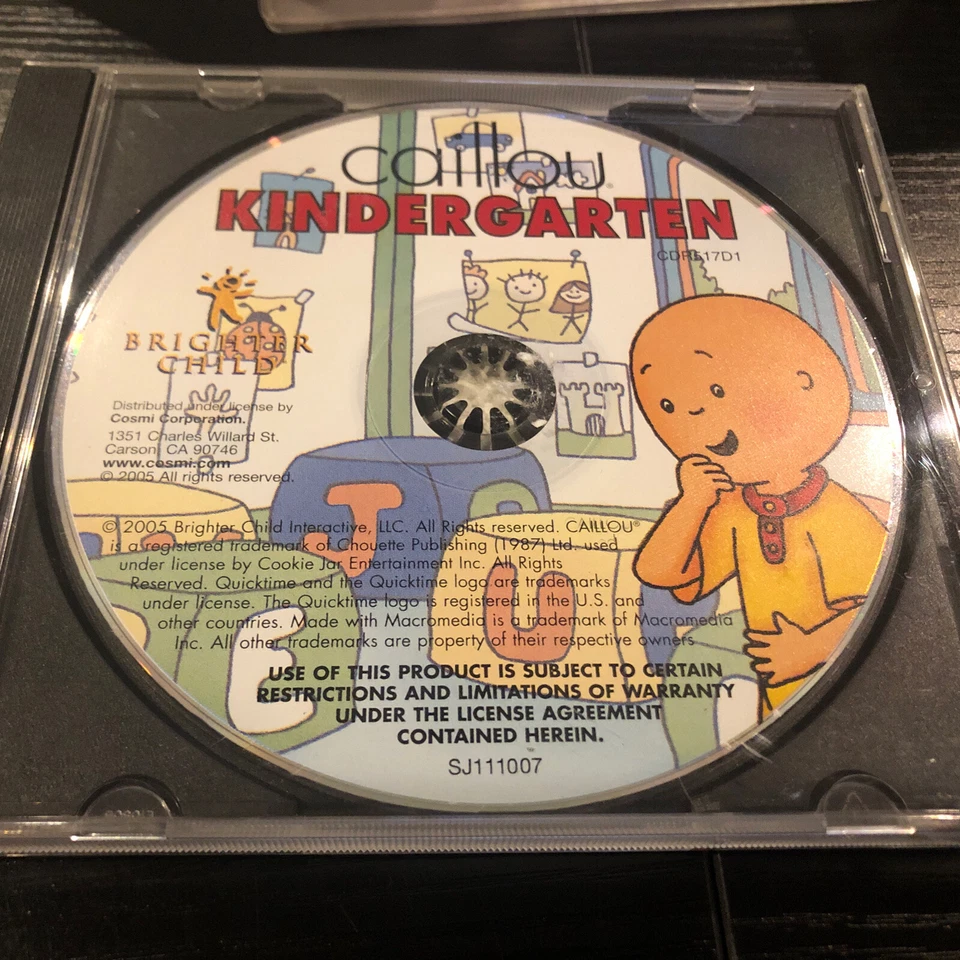 caillou®
KINDERGARTEN
CDR517D1
BRIGHTER
CHILD®
Distributed under license by
Cosmi Corporation.
1351 Charles Willard St.
Carson, CA 90746
www.cosmi.com
© 2005 All rights reserved.
J
E
U
© 2005 Brighter Child Interactive, LLC. All Rights reserved. CAILLOU®
is a registered trademark of Chouette Publishing (1987) Ltd. used
under license by Cookie Jar Entertainment Inc. All Rights
Reserved. Quicktime and the Quicktime logo are trademarks
under license. The Quicktime logo is registered in the U.S. and
other countries. Made with Macromedia is a trademark of Macromedia
Inc. All other trademarks are property of their respective owners.
USE OF THIS PRODUCT IS SUBJECT TO CERTAIN
RESTRICTIONS AND LIMITATIONS OF WARRANTY
UNDER THE LICENSE AGREEMENT
CONTAINED HEREIN.
SJ111007